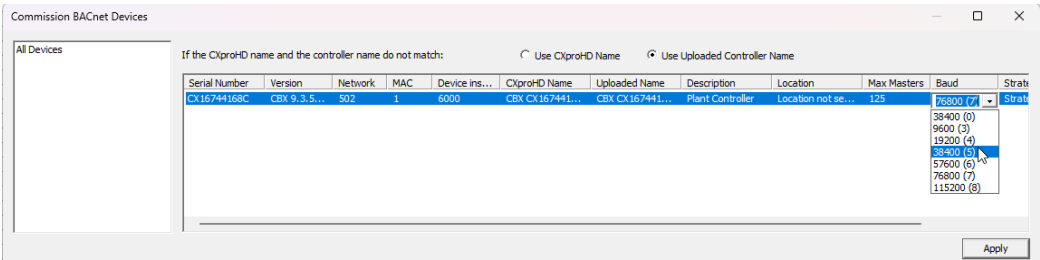 Commission BACnet Devices
All Devices
If the CXproHD name and the controller name do not match:
Use CXproHD Name
Use Uploaded Controller Name
Serial Number Version Network MAC Device ins... CXproHD Name Uploaded Name Description Location Max Masters Baud Strate
CX16744168C CBX 9.3.5... 502 1 6000 CBX CX167441... CBX CX167441... Plant Controller Location not se... 125 76800 (7) Strate
38400 (0)
9600 (3)
19200 (4)
38400 (5)
57600 (6)
76800 (7)
115200 (8)
Apply